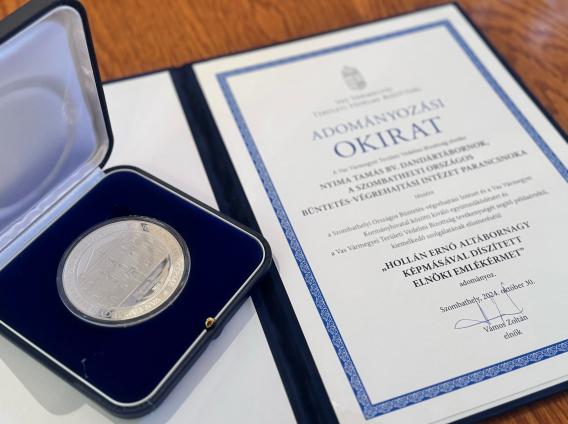 Vas Vármegyei
Területi Védelmi Bizottság
ADOMÁNYOZÁSI
OKIRAT
A Vas Vármegyei Területi Védelmi Bizottság elnöke
NYIMA TAMÁS BV. DANDÁRTÁBORNOK,
A SZOMBATHELYI ORSZÁGOS
BÜNTETÉS-VÉGREHAJTÁSI INTÉZET PARANCSNOKA
részére
a Szombathelyi Országos Büntetés-végrehajtási Intézet és a Vas Vármegyei
Kormányhivatal közötti kiváló együttműködésért és
a Vas Vármegyei Területi Védelmi Bizottság tevékenységét segítő példaértékű,
kiemelkedő szolgálatának elismeréséül
„HOLLÁN ERNŐ ALTÁBORNAGY
KÉPMÁSÁVAL DÍSZÍTETT
ELNÖKI EMLÉKÉRMET”
adományoz.
Szombathely, 2024. október 30.
Vámos Zoltán
elnök